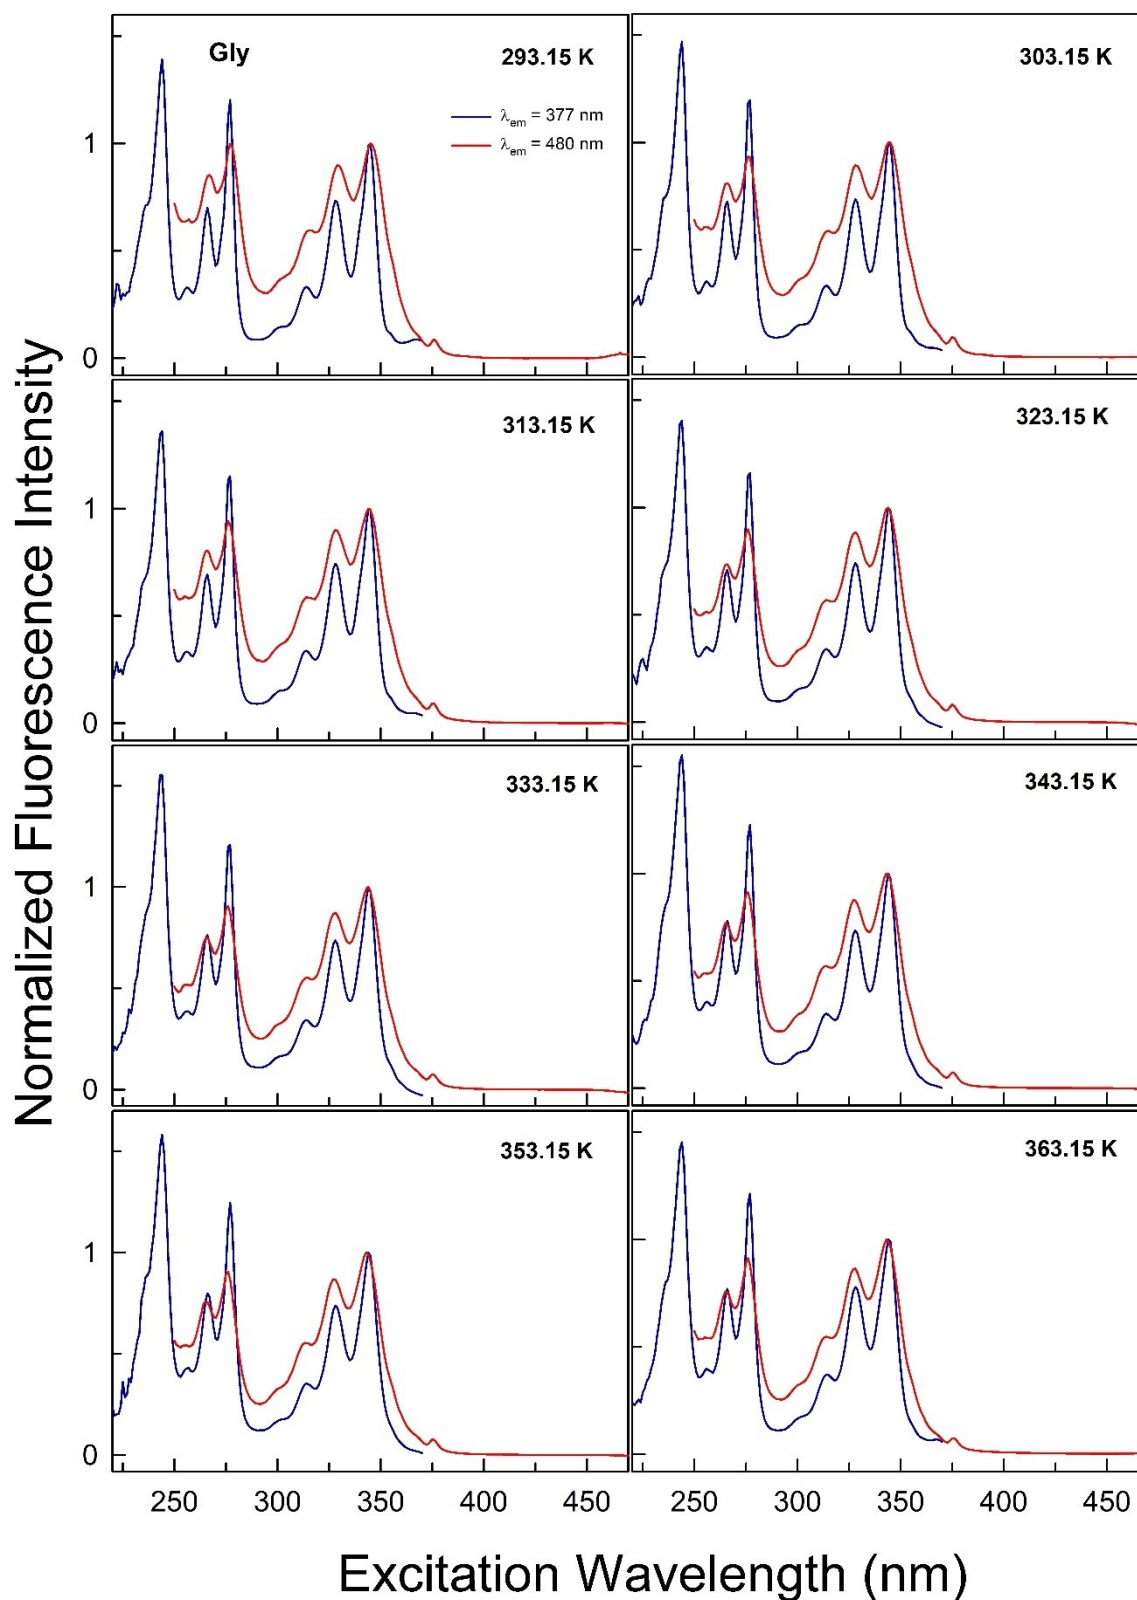 Gly
293.15 K
303.15 K
λem = 377 nm
λem = 480 nm
1
0
313.15 K
323.15 K
1
0
333.15 K
343.15 K
1
0
353.15 K
363.15 K
1
0
250 300 350 400 450 250 300 350 400 450
Normalized Fluorescence Intensity
Excitation Wavelength (nm)